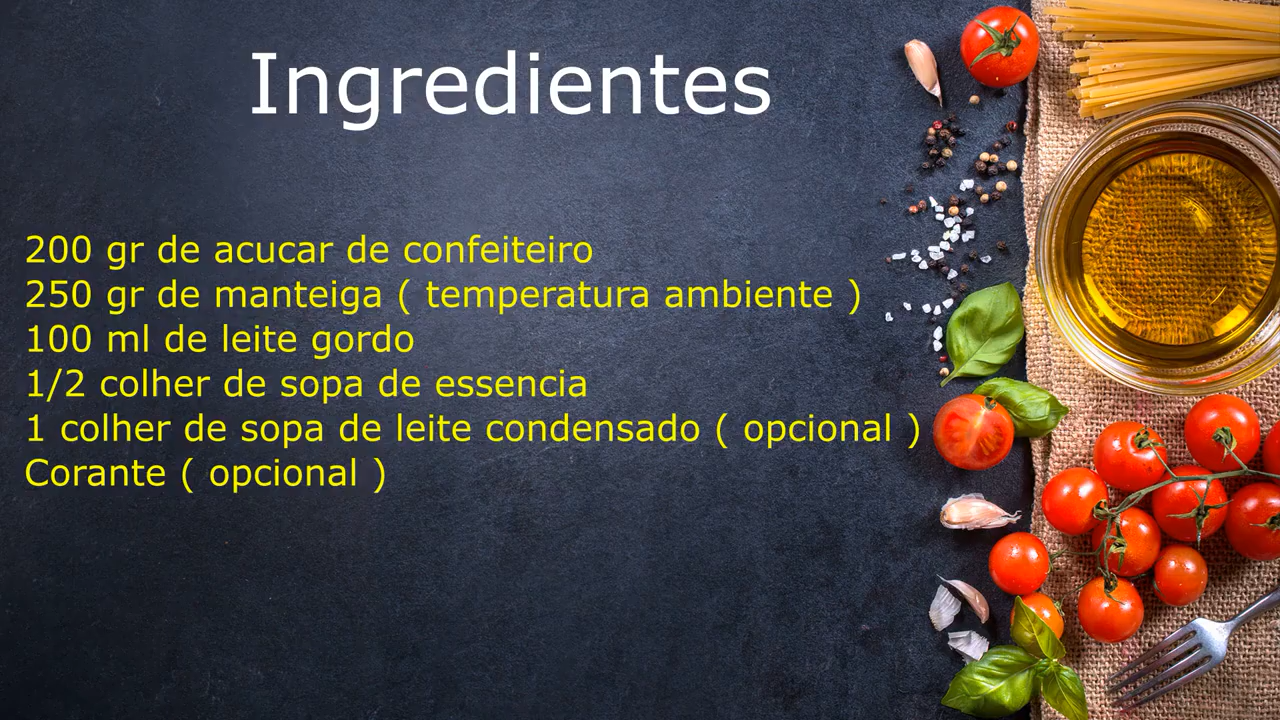 Ingredientes
200 gr de acucar de confeiteiro
250 gr de manteiga ( temperatura ambiente )
100 ml de leite gordo
1/2 colher de sopa de essencia
1 colher de sopa de leite condensado ( opcional )
Corante ( opcional )